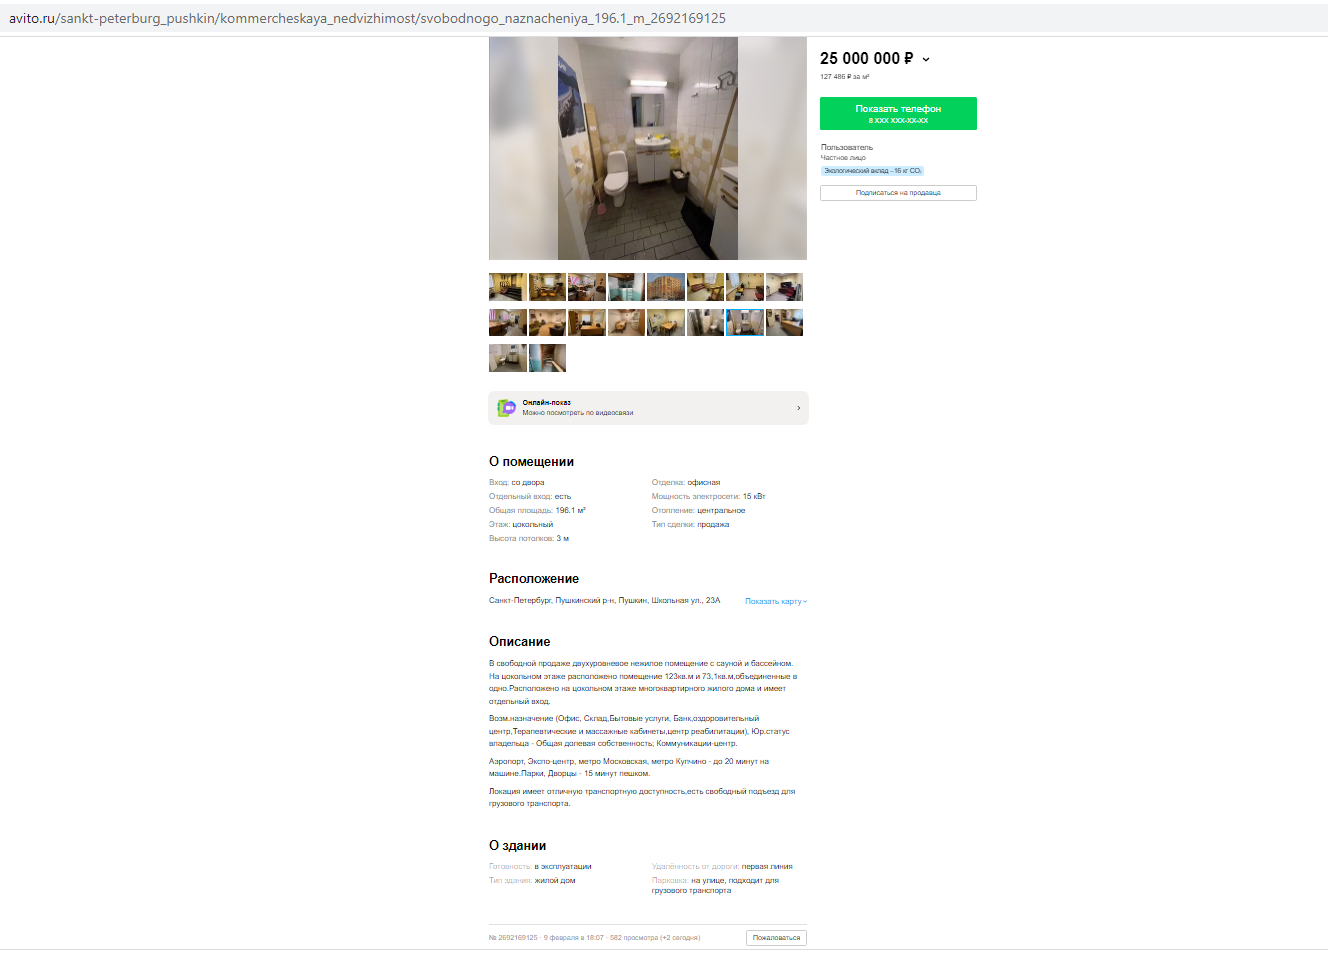 avito.ru/sankt-peterburg_pushkin/kommercheskaya_nedvizhimost/svobodnogo_naznacheniya_196.1_m_2692169125
25 000 000 ₽
127 486 ₽ за м²
Показать телефон
8 XXX XXX-XX-XX
Пользователь
Частное лицо
Экологический вклад - 16 кг CO₂
Подписаться на продавца
Онлайн-показ
Можно посмотреть по видеосвязи
О помещении
Вход: со двора
Отдельный вход: есть
Общая площадь: 196.1 м²
Этаж: цокольный
Высота потолков: 3 м
Отделка: офисная
Мощность электросети: 15 кВт
Отопление: центральное
Тип сделки: продажа
Расположение
Санкт-Петербург, Пушкинский р-н, Пушкин, Школьная ул., 23А
Показать карту
Описание
В свободной продаже двухуровневое нежилое помещение с сауной и бассейном.
На цокольном этаже расположено помещение 123кв.м и 73,1кв.м,объединенные в
одно.Расположено на цокольном этаже многоквартирного жилого дома и имеет
отдельный вход.
Возм.назначение (Офис, Склад,Бытовые услуги, Банк,оздоровительный
центр,Терапевтические и массажные кабинеты,центр реабилитации), Юр.статус
владельца - Общая долевая собственность; Коммуникации-центр.
Аэропорт, Экспо-центр, метро Московская, метро Купчино - до 20 минут на
машине.Парки, Дворцы - 15 минут пешком.
Локация имеет отличную транспортную доступность,есть свободный подъезд для
грузового транспорта.
О здании
Готовность: в эксплуатации
Тип здания: жилой дом
Удалённость от дороги: первая линия
Парковка: на улице, подходит для
грузового транспорта
№ 2692169125 · 9 февраля в 18:07 · 582 просмотра (+2 сегодня)
Пожаловаться